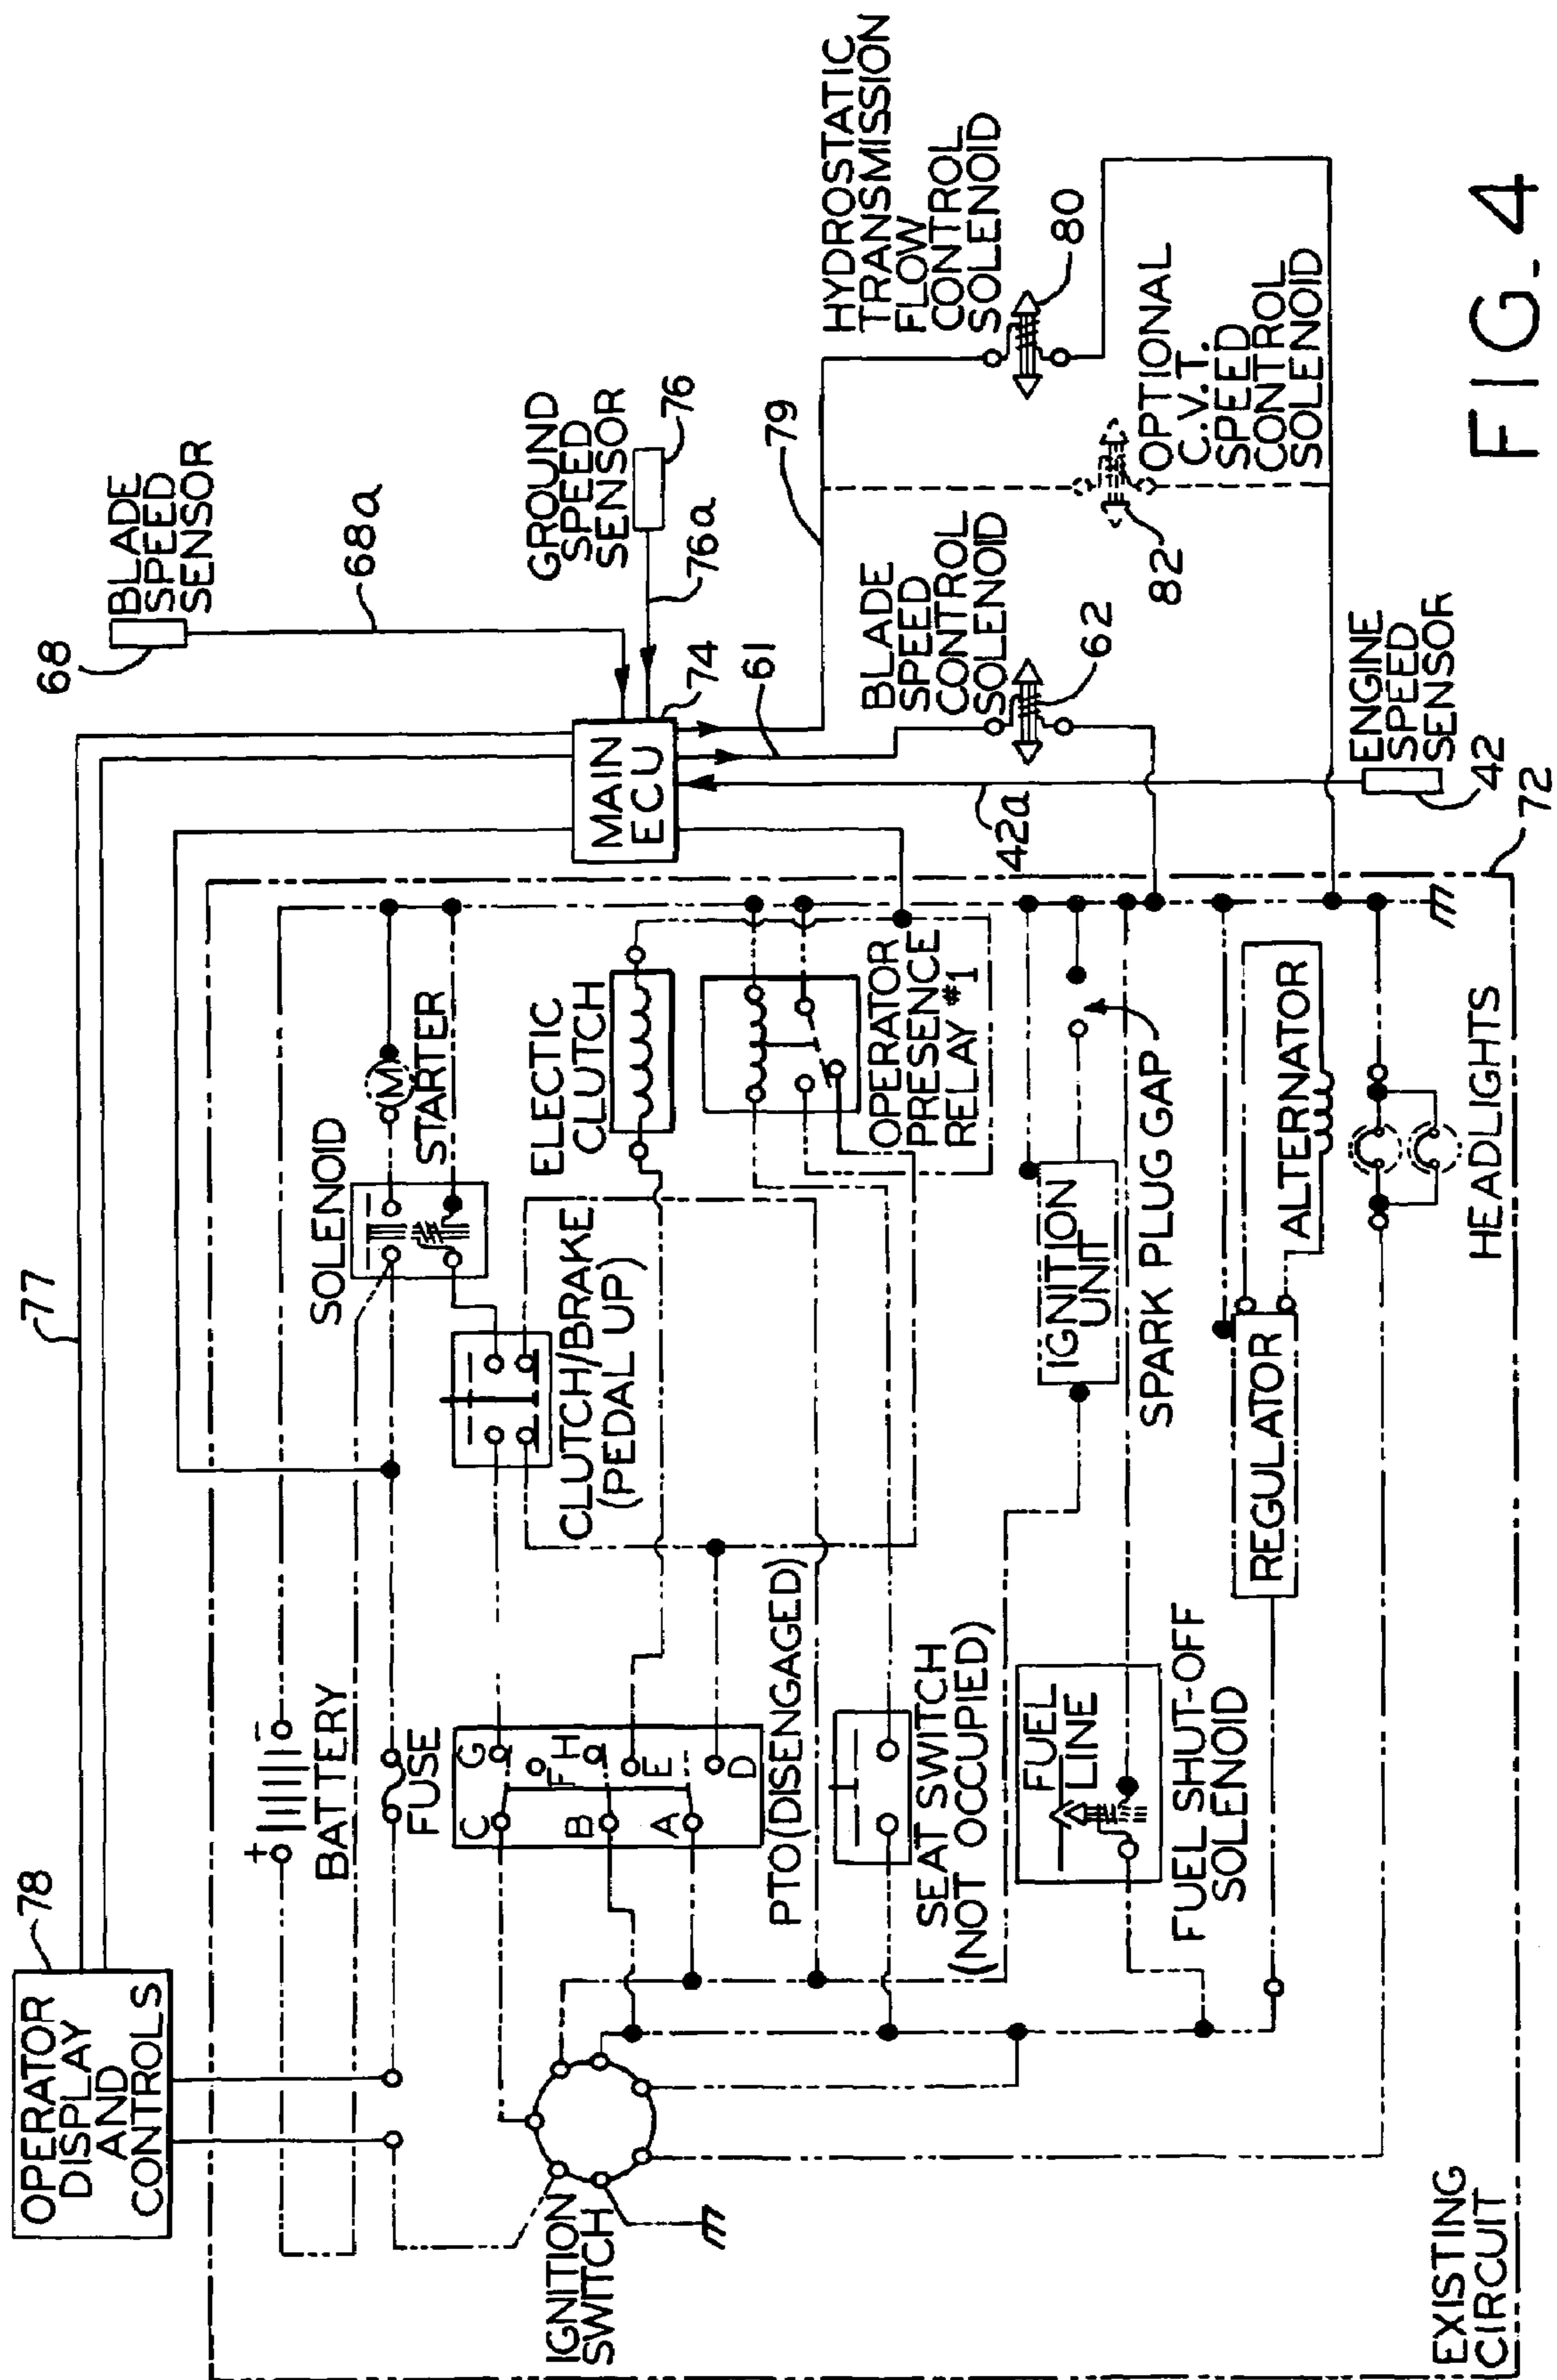 78
OPERATOR
DISPLAY
AND
CONTROLS
77
68
BLADE
SPEED
SENSOR
68a
GROUND
SPEED
SENSOR
76
76a
74
MAIN
ECU
61
79
HYDROSTATIC
TRANSMISSION
FLOW
CONTROL
SOLENOID
80
BLADE
SPEED
CONTROL
SOLENOID
62
OPTIONAL
C.V.T.
SPEED
CONTROL
SOLENOID
82
42a
ENGINE
SPEED
SENSOR
42
72
+
-
BATTERY
FUSE
SOLENOID
M
STARTER
IGNITION
SWITCH
C
G
F
H
B
E
A
D
PTO (DISENGAGED)
CLUTCH/BRAKE
(PEDAL UP)
ELECTIC
CLUTCH
OPERATOR
PRESENCE
RELAY #1
SEAT SWITCH
(NOT OCCUPIED)
FUEL
LINE
FUEL SHUT-OFF
SOLENOID
IGNITION
UNIT
SPARK PLUG GAP
REGULATOR
ALTERNATOR
HEADLIGHTS
EXISTING
CIRCUIT
FIG. 4